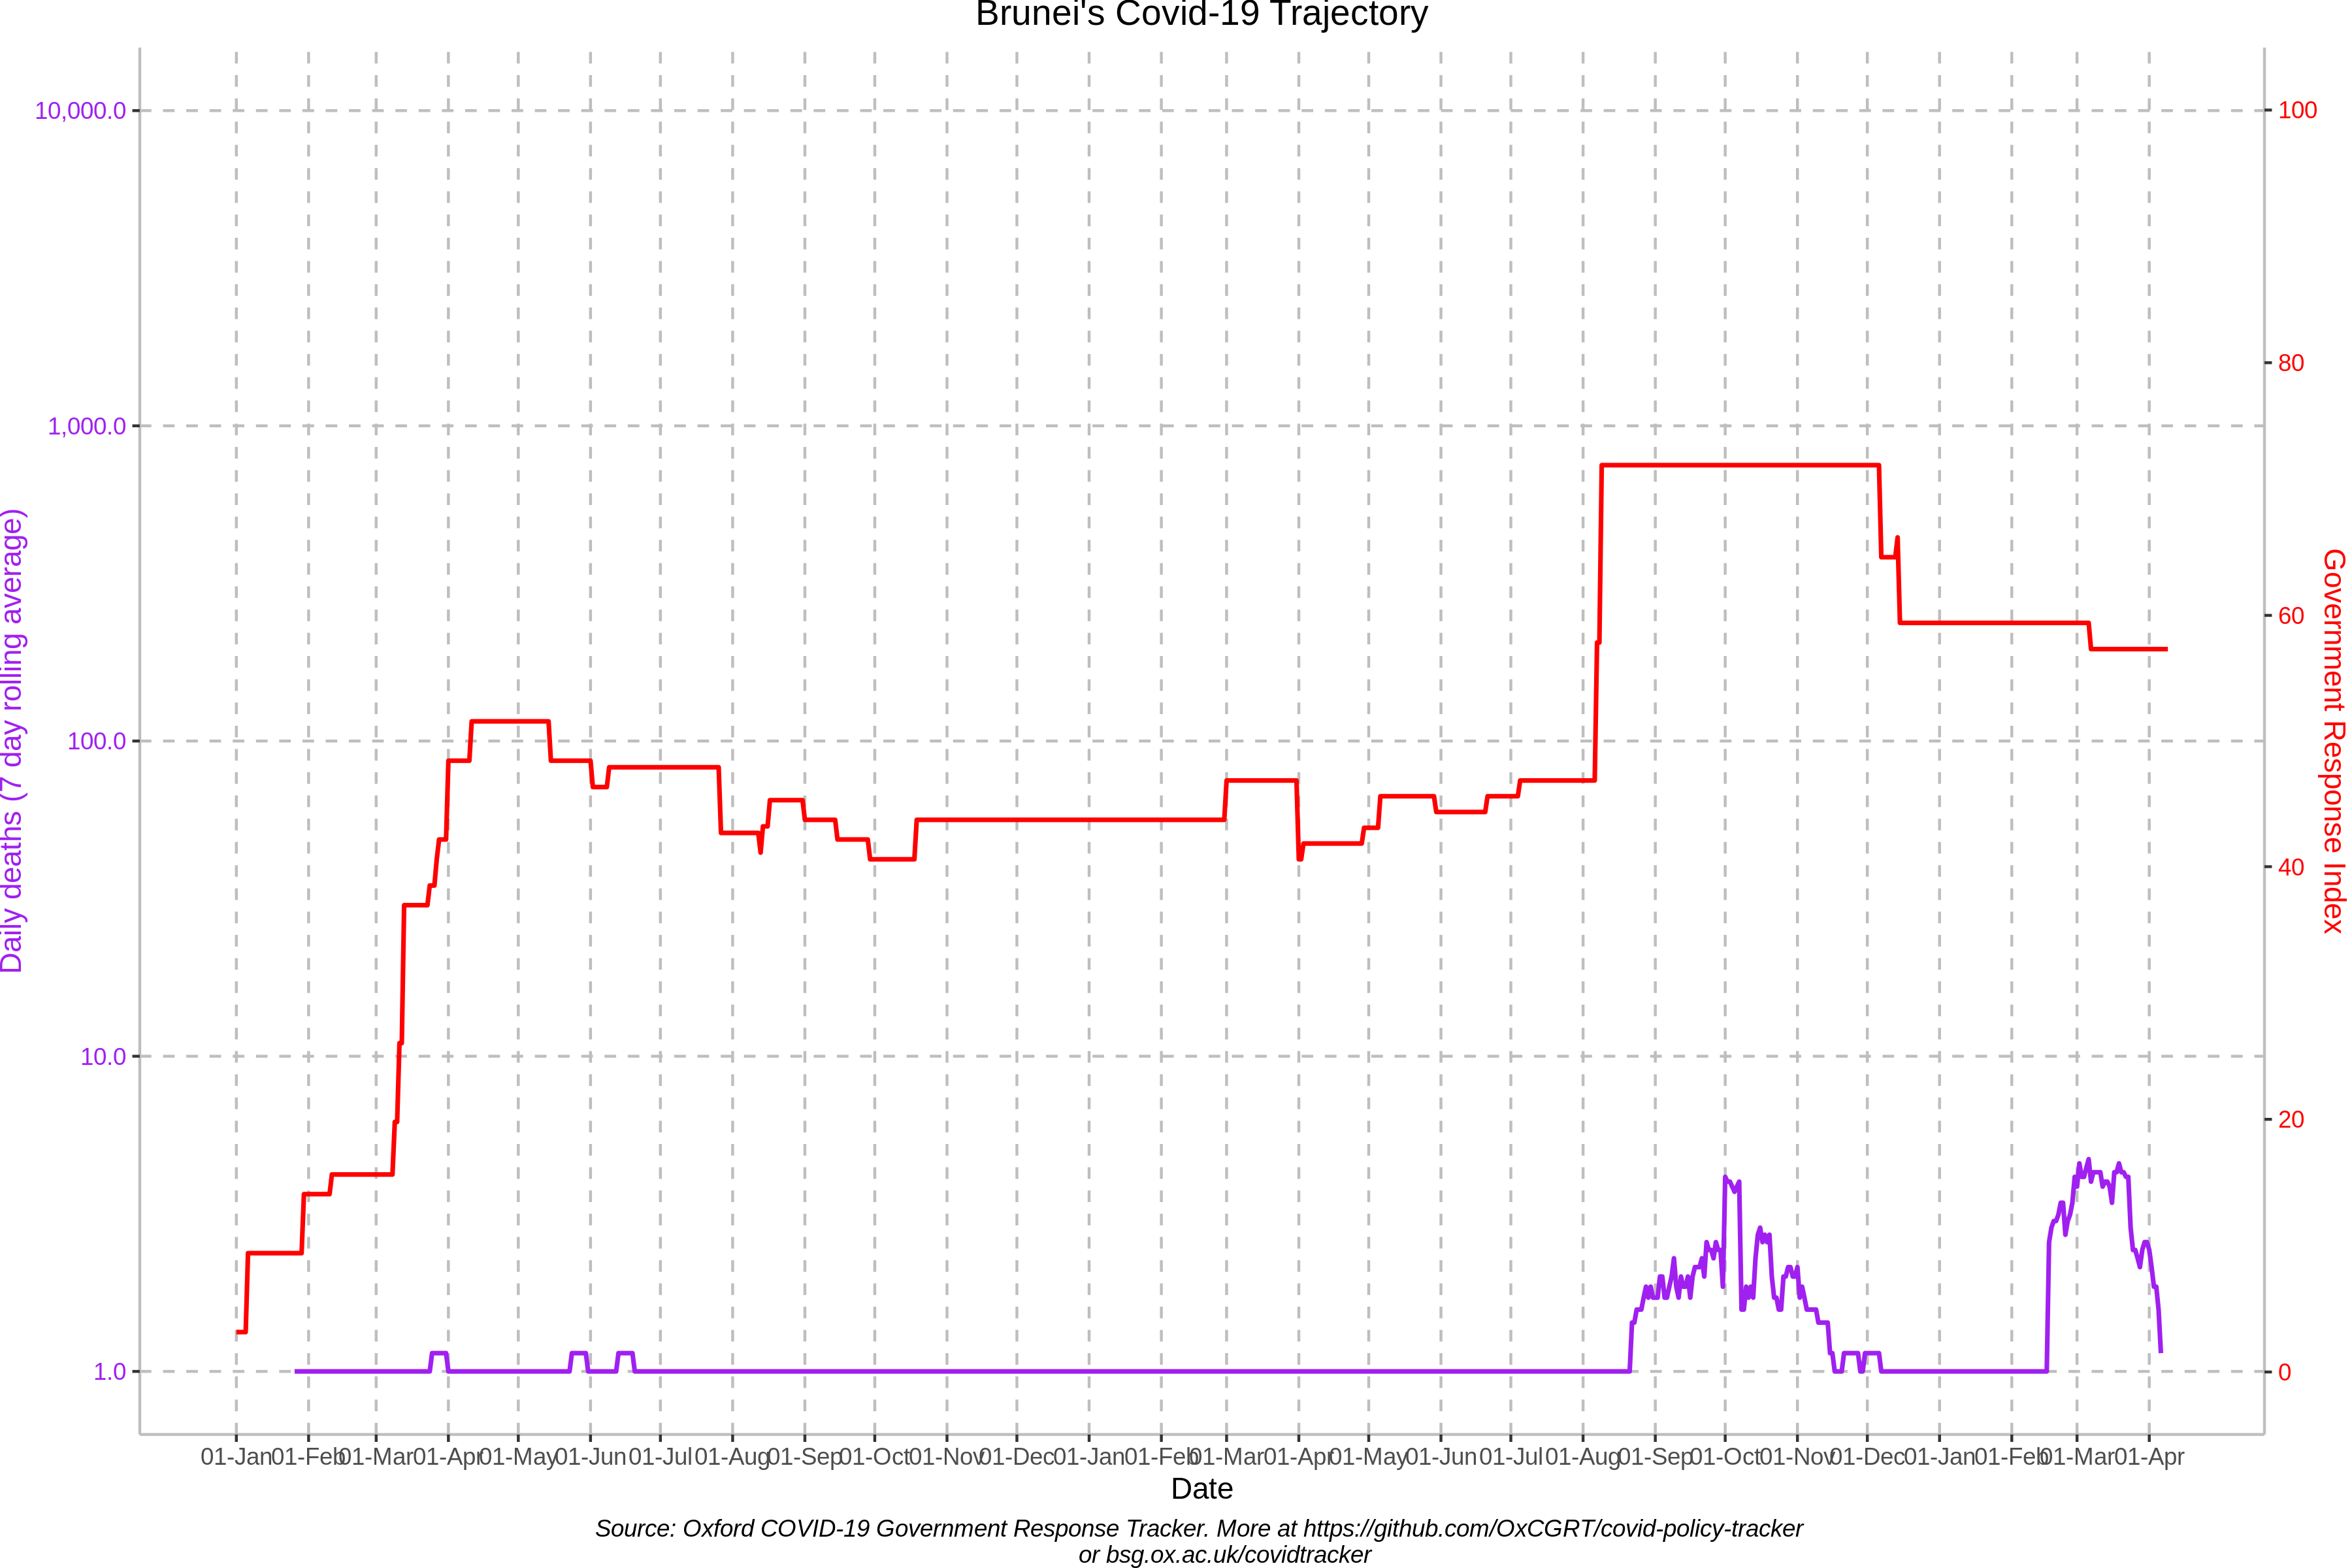 Brunei's Covid-19 Trajectory
10,000.0
1,000.0
100.0
10.0
1.0
Daily deaths (7 day rolling average)
100
80
60
40
20
0
Government Response Index
01-Jan 01-Feb 01-Mar 01-Apr 01-May 01-Jun 01-Jul 01-Aug 01-Sep 01-Oct 01-Nov 01-Dec 01-Jan 01-Feb 01-Mar 01-Apr 01-May 01-Jun 01-Jul 01-Aug 01-Sep 01-Oct 01-Nov 01-Dec 01-Jan 01-Feb 01-Mar 01-Apr
Date
Source: Oxford COVID-19 Government Response Tracker. More at https://github.com/OxCGRT/covid-policy-tracker
or bsg.ox.ac.uk/covidtracker